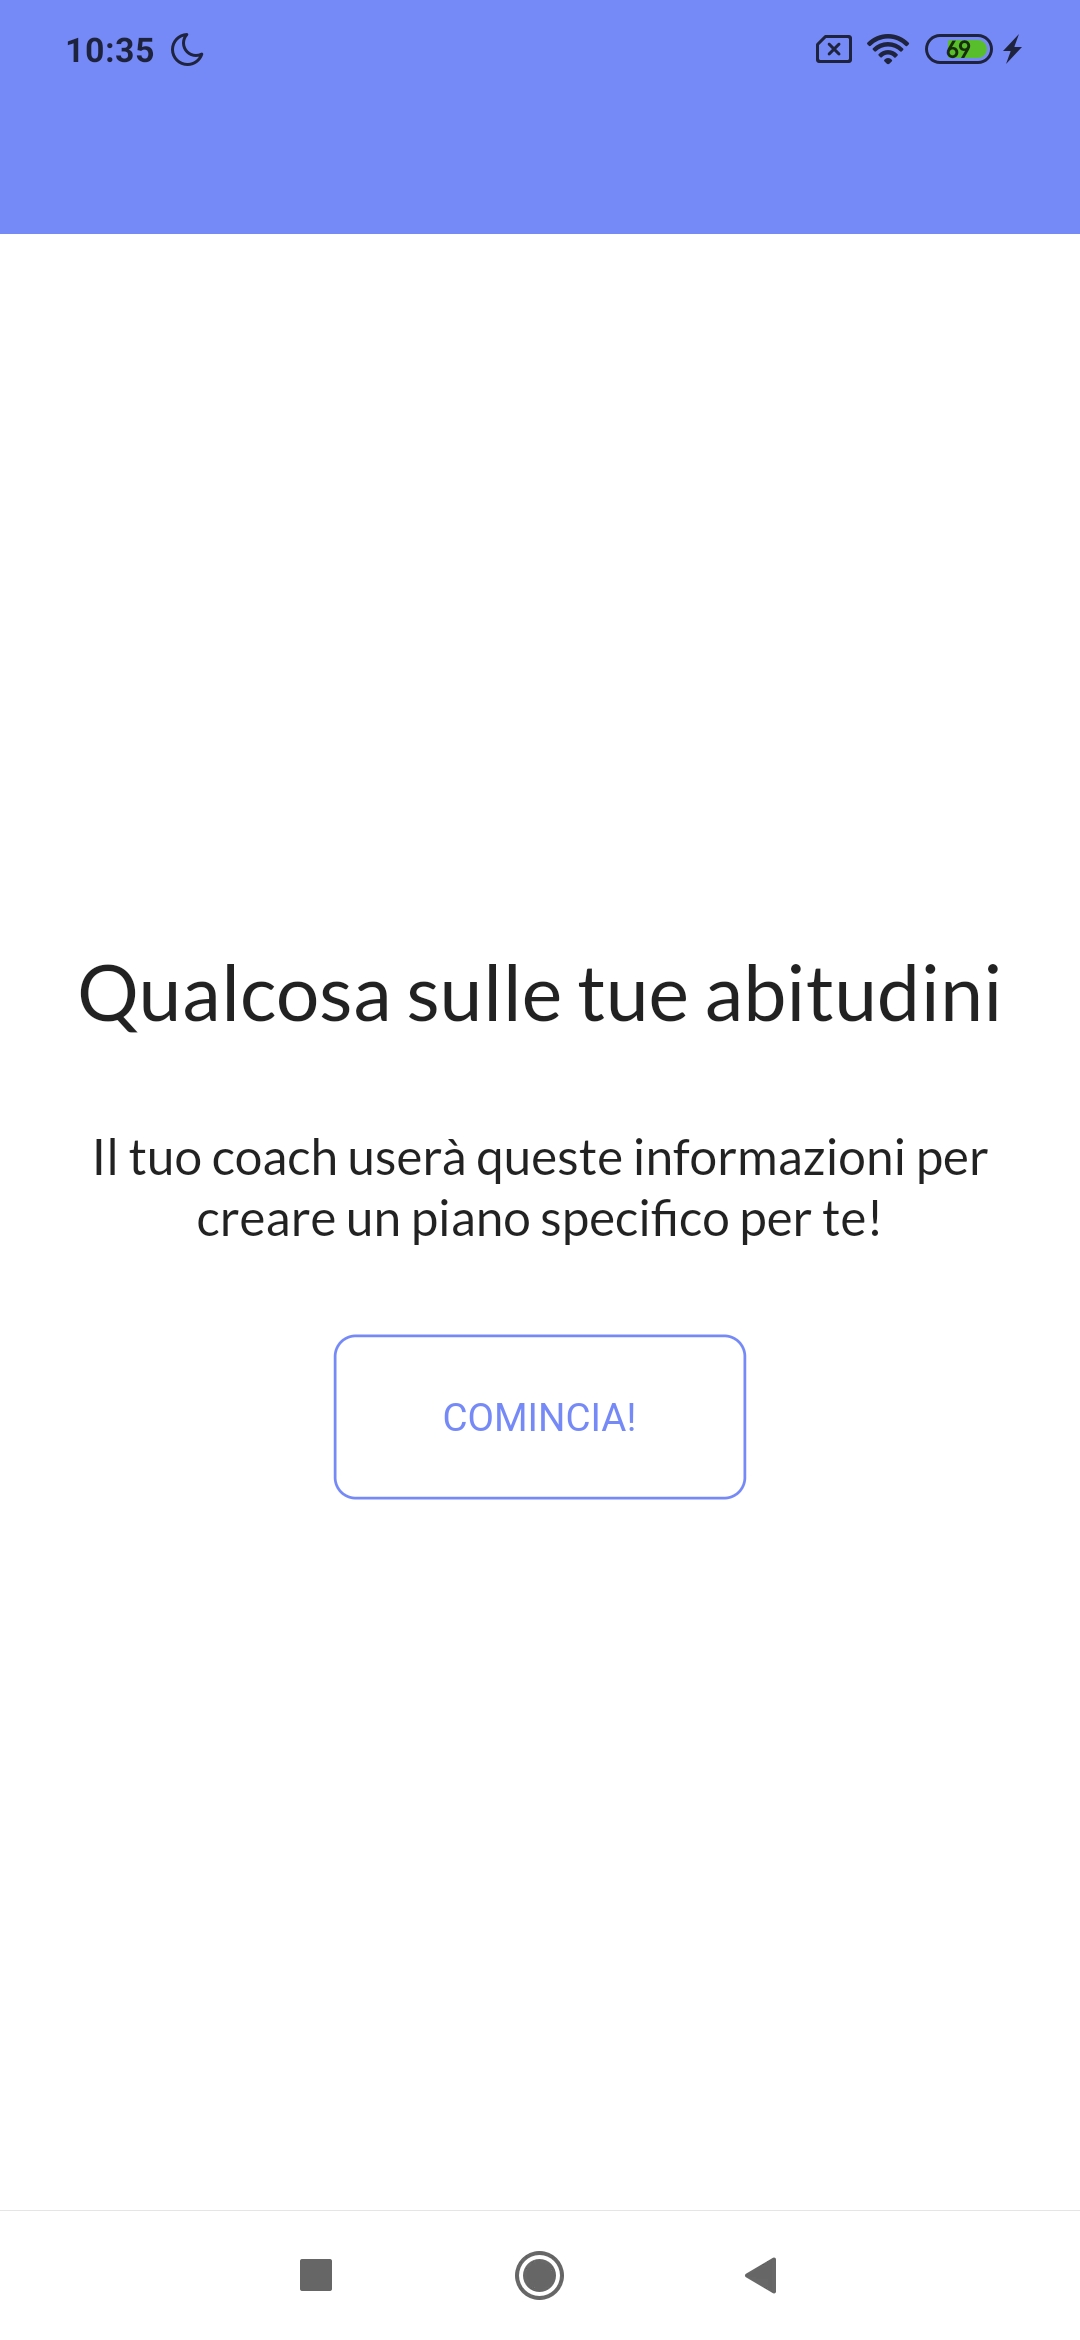 10:35
69
Qualcosa sulle tue abitudini
Il tuo coach userà queste informazioni per
creare un piano specifico per te!
COMINCIA!